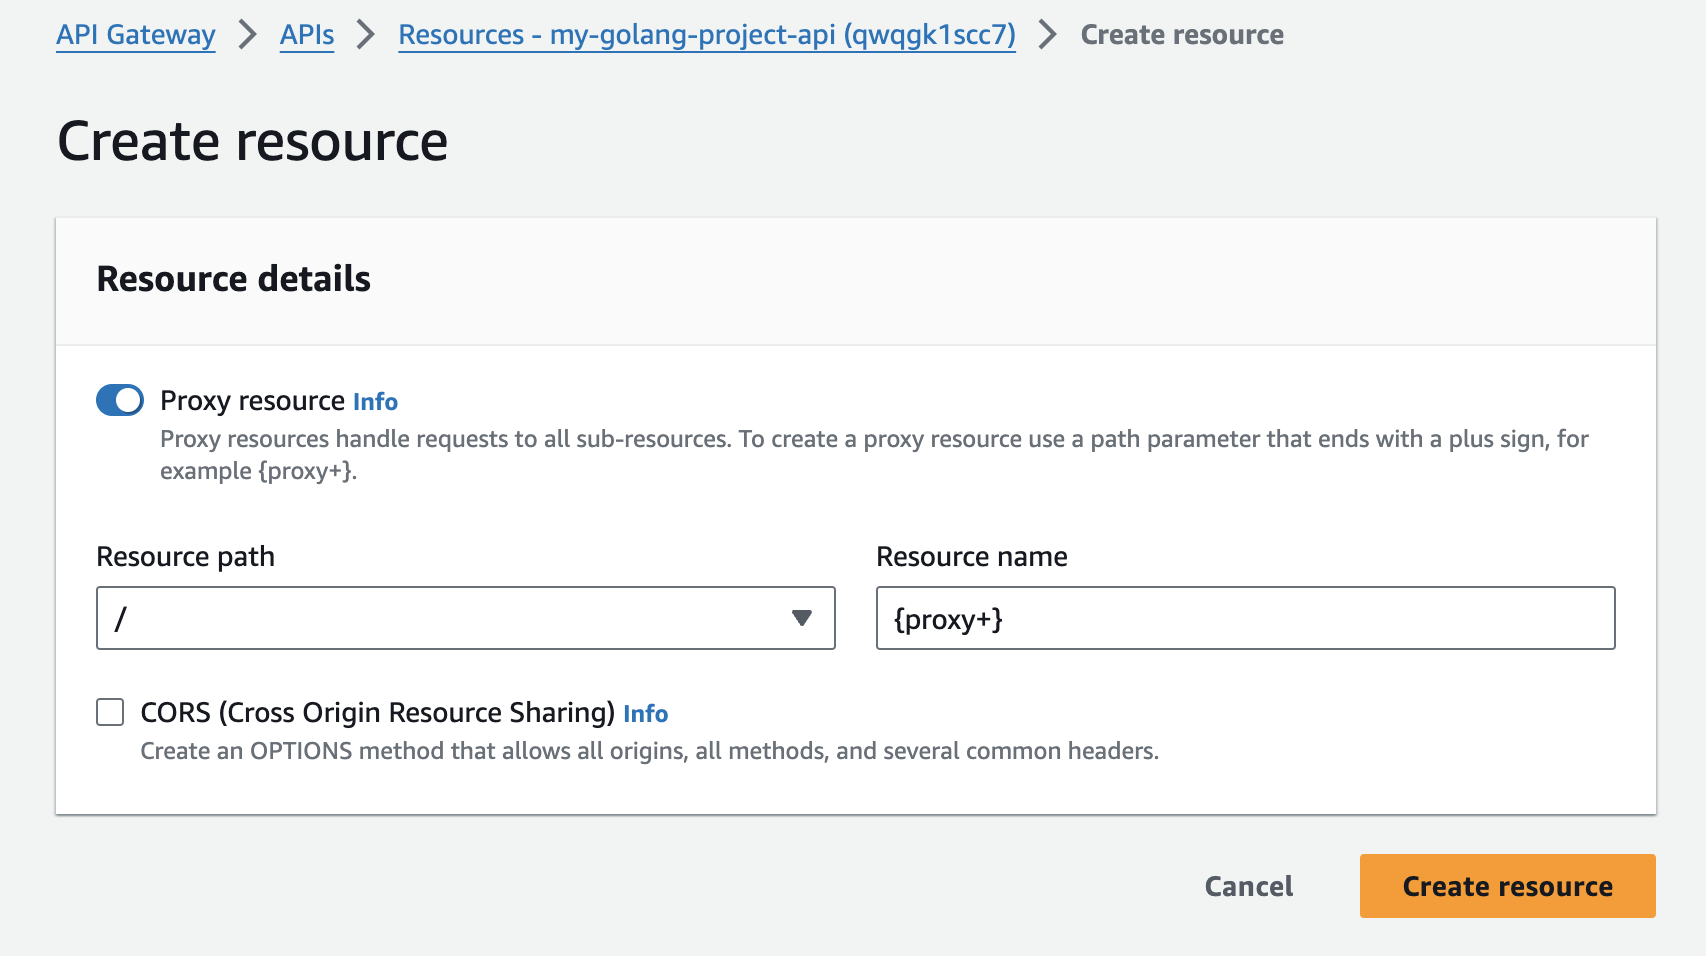 API Gateway > APIs > Resources - my-golang-project-api (qwqgk1scc7) > Create resource
Create resource
Resource details
Proxy resource Info
Proxy resources handle requests to all sub-resources. To create a proxy resource use a path parameter that ends with a plus sign, for
example {proxy+}.
Resource path
/
Resource name
{proxy+}
CORS (Cross Origin Resource Sharing) Info
Create an OPTIONS method that allows all origins, all methods, and several common headers.
Cancel
Create resource